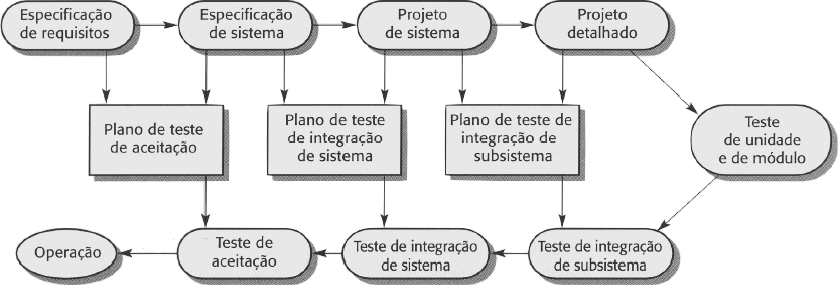 Especificação
de requisitos
Especificação
de sistema
Projeto
de sistema
Projeto
detalhado
Plano de teste
de aceitação
Plano de teste
de integração
de sistema
Plano de teste de
integração de
subsistema
Teste
de unidade
e de módulo
Operação
Teste de
aceitação
Teste de integração
de sistema
Teste de integração
de subsistema